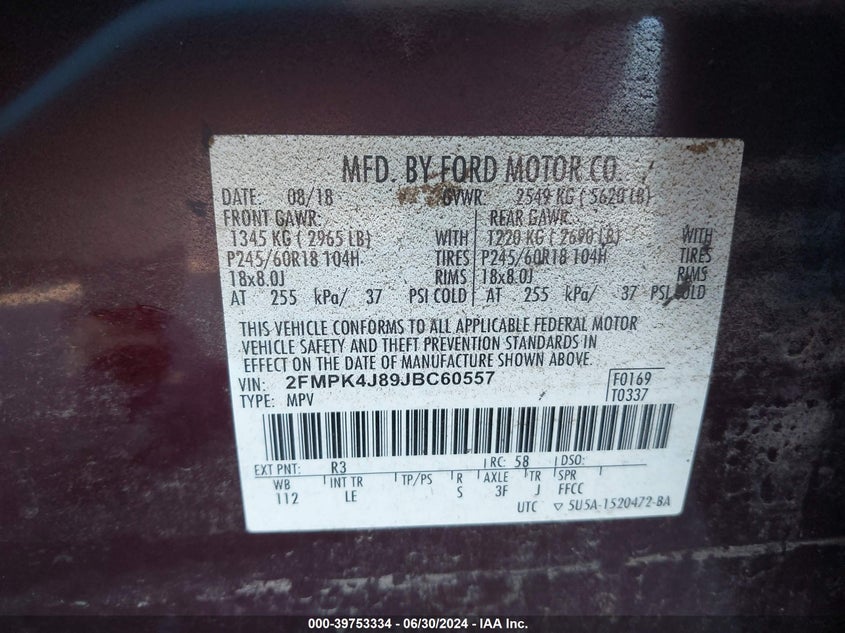 MFD. BY FORD MOTOR CO.
DATE: 08/18 GVWR: 2549 KG ( 5620 LB)
FRONT GAWR: REAR GAWR:
1345 KG ( 2965 LB) WITH 1220 KG ( 2690 LB) WITH
P245/60R18 104H TIRES P245/60R18 104H TIRES
18x8.0J RIMS 18x8.0J RIMS
AT 255 kPa/ 37 PSI COLD AT 255 kPa/ 37 PSI COLD
THIS VEHICLE CONFORMS TO ALL APPLICABLE FEDERAL MOTOR
VEHICLE SAFETY AND THEFT PREVENTION STANDARDS IN
EFFECT ON THE DATE OF MANUFACTURE SHOWN ABOVE.
VIN: 2FMPK4J89JBC60557 F0169
TYPE: MPV T0337
EXT PNT: R3 RC: 58 DSO:
WB INT TR TP/PS R AXLE TR SPR
112 LE S 3F J FFCC
UTC ▽ 5U5A-1520472-BA
000-39753334 / 06/30/2024 - IAA Inc.